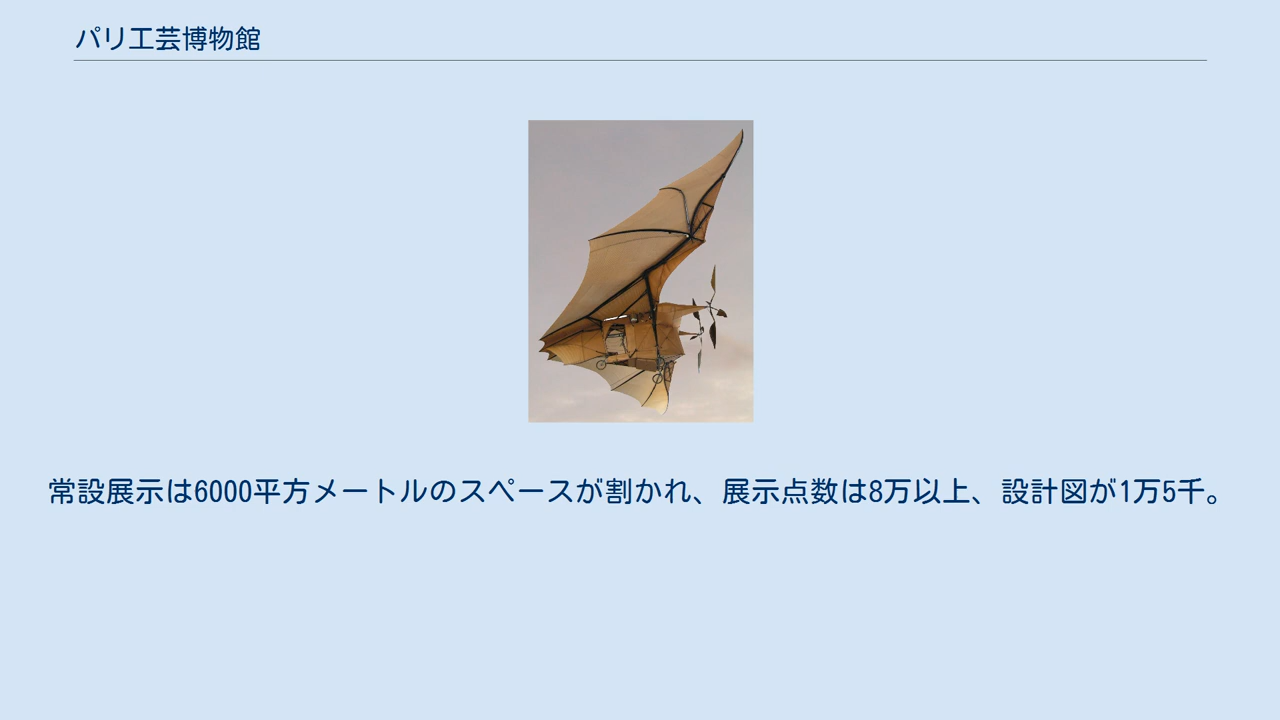 パリ工芸博物館
常設展示は6000平方メートルのスペースが割かれ、展示点数は8万以上、設計図が1万5千。